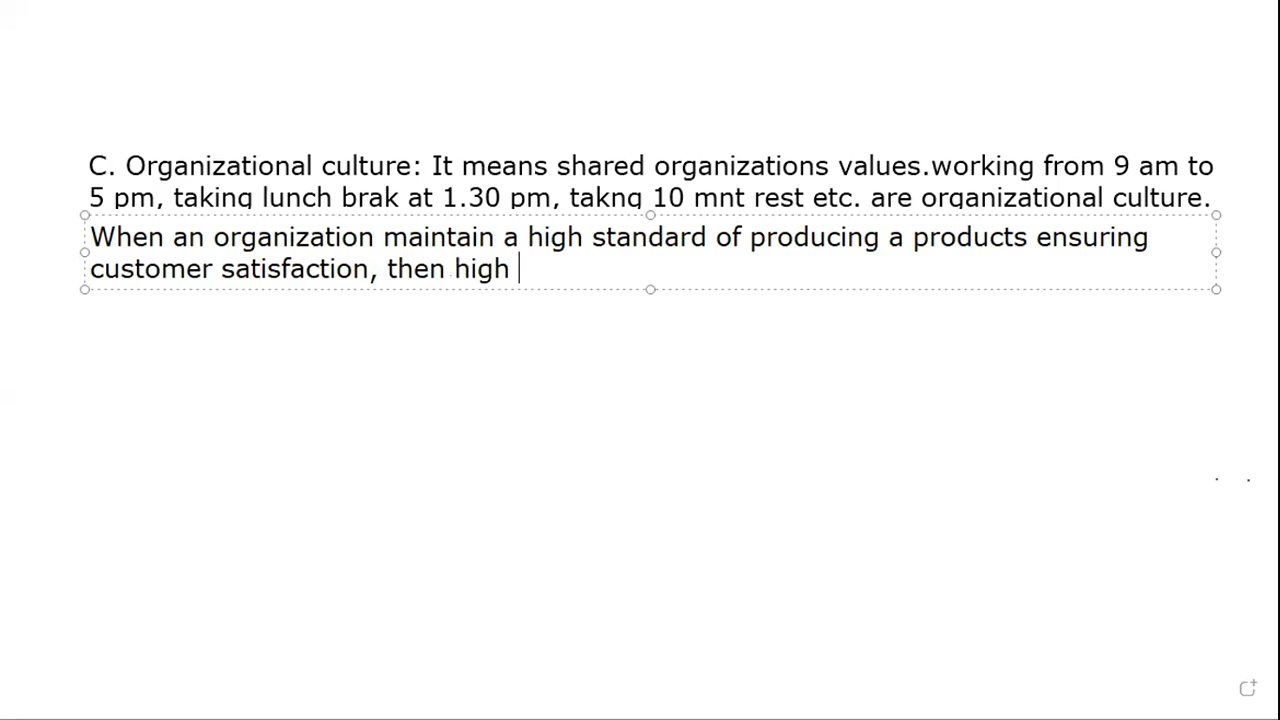 C. Organizational culture: It means shared organizations values.working from 9 am to
5 pm, taking lunch brak at 1.30 pm, takng 10 mnt rest etc. are organizational culture.
When an organization maintain a high standard of producing a products ensuring
customer satisfaction, then high